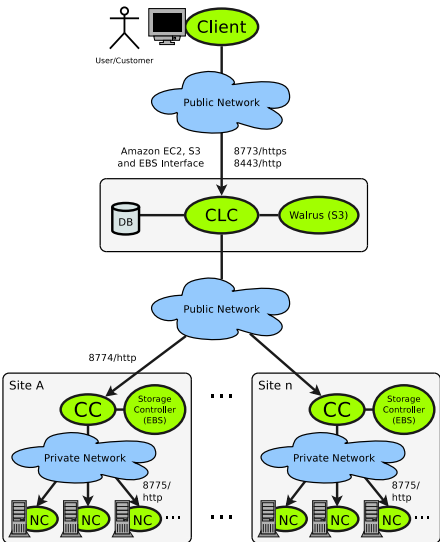 Client
User/Customer
Public Network
Amazon EC2, S3
and EBS Interface
8773/https
8443/http
DB
CLC
Walrus (S3)
Public Network
8774/http
Site A
CC
Storage
Controller
(EBS)
Private Network
8775/
http
NC
NC
NC
...
...
...
Site n
CC
Storage
Controller
(EBS)
Private Network
8775/
http
NC
NC
NC
...